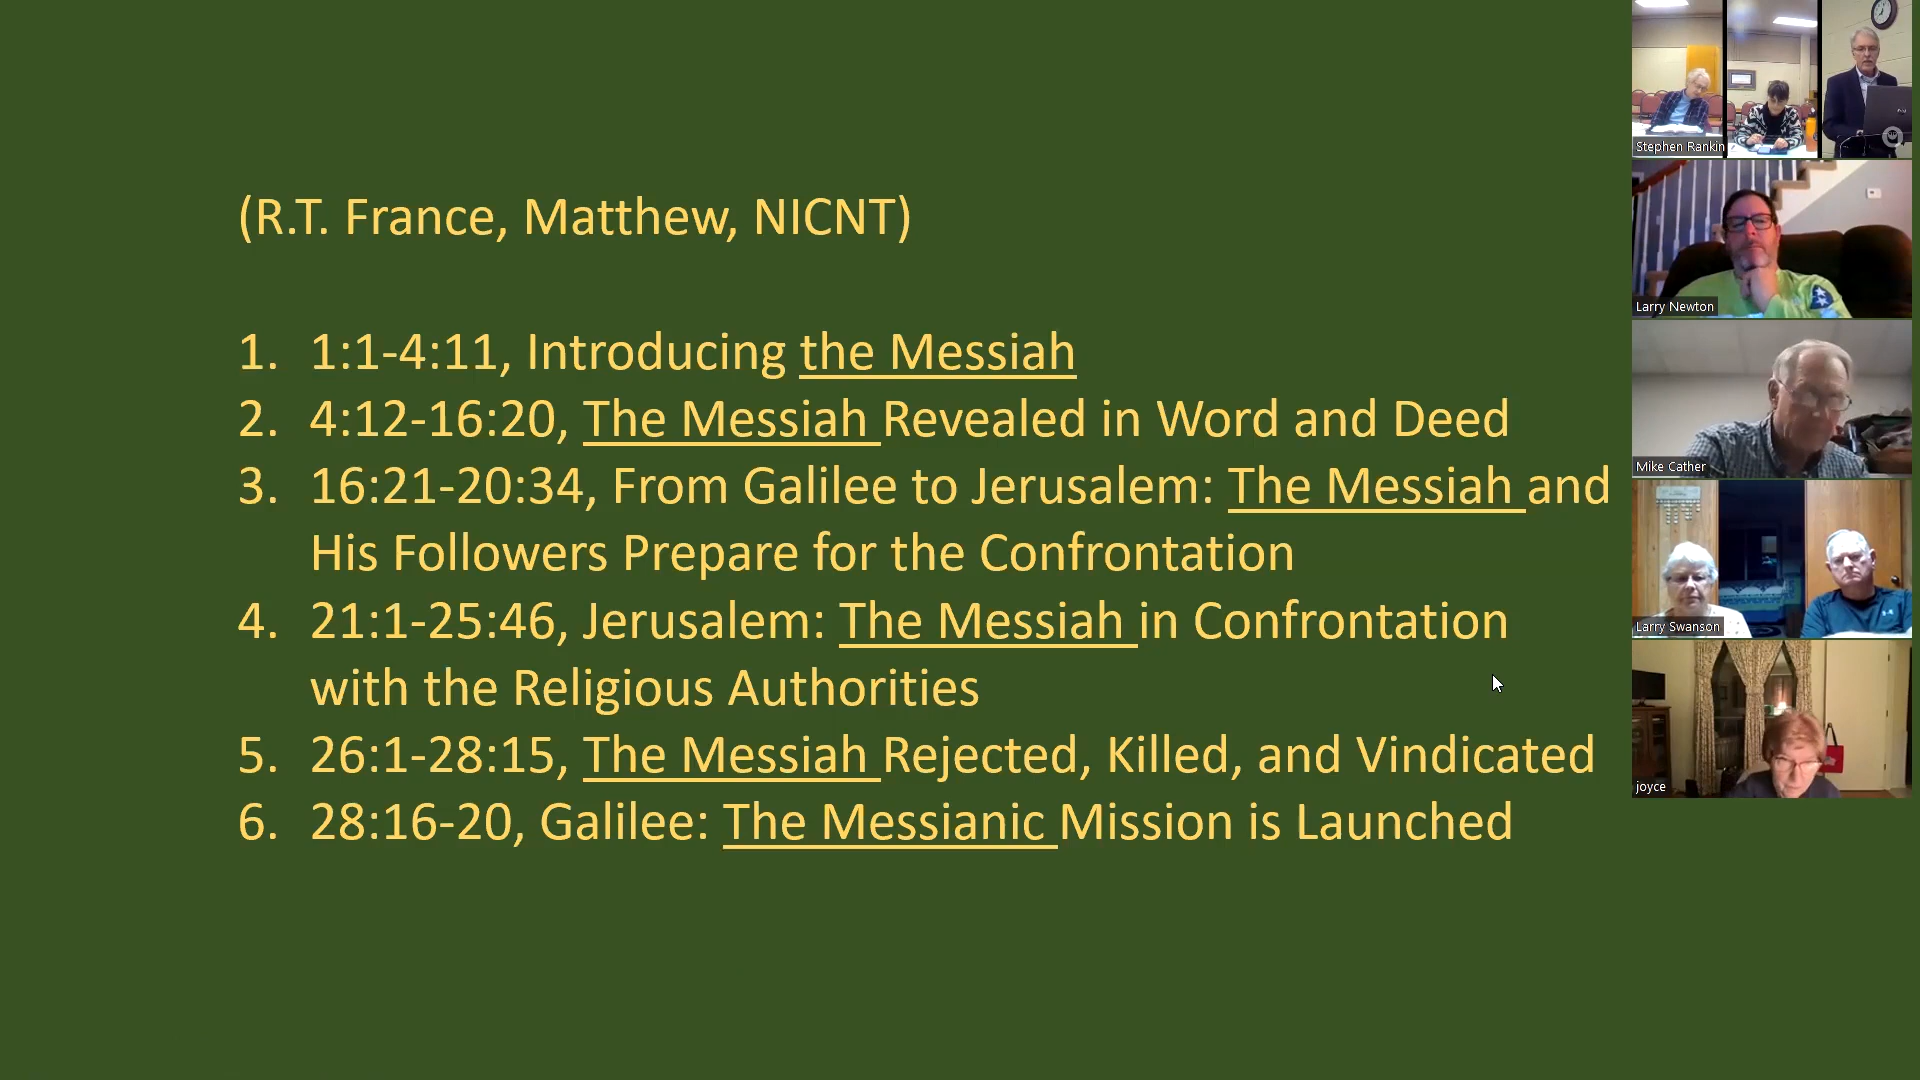 (R.T. France, Matthew, NICNT)
1. 1:1-4:11, Introducing the Messiah
2. 4:12-16:20, The Messiah Revealed in Word and Deed
3. 16:21-20:34, From Galilee to Jerusalem: The Messiah and
His Followers Prepare for the Confrontation
4. 21:1-25:46, Jerusalem: The Messiah in Confrontation
with the Religious Authorities
5. 26:1-28:15, The Messiah Rejected, Killed, and Vindicated
6. 28:16-20, Galilee: The Messianic Mission is Launched
Stephen Rankin
Larry Newton
Mike Cather
Larry Swanson
joyce